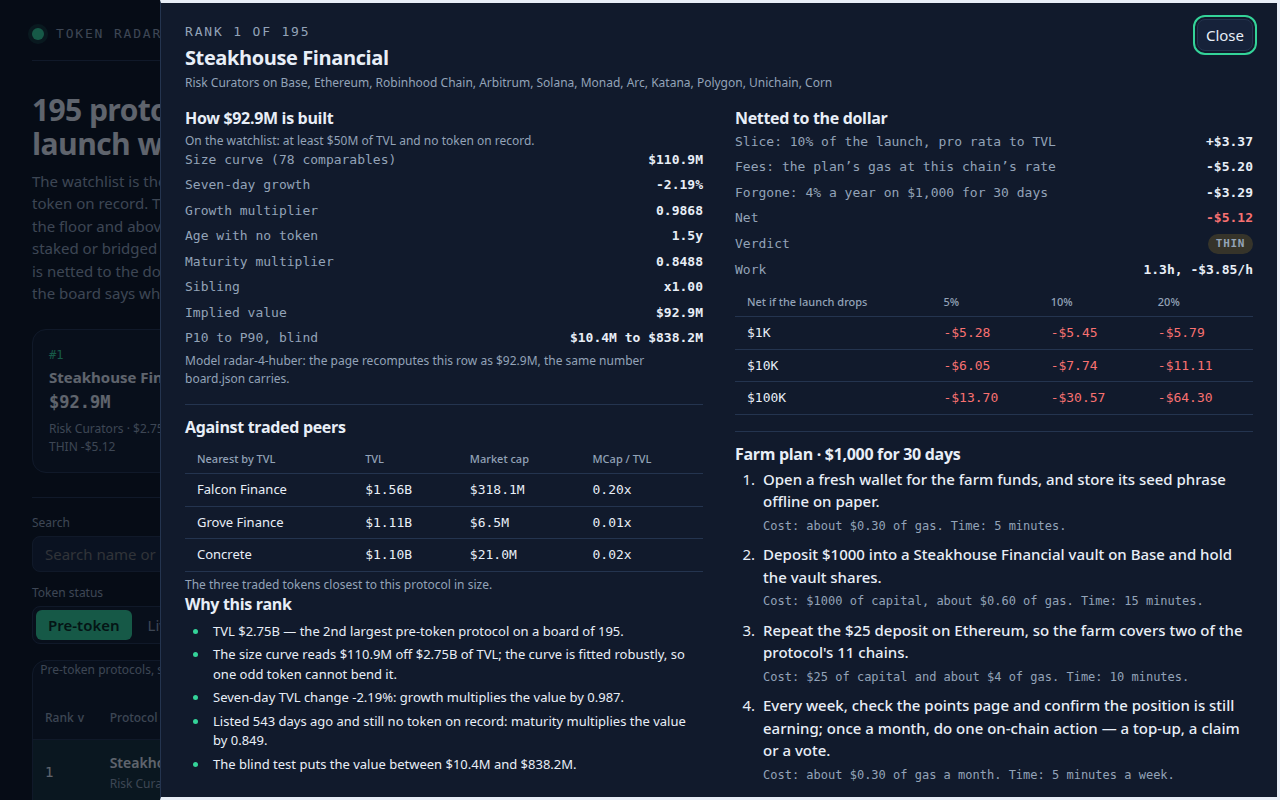 TOKEN RADAR
195 proto
launch w
The watchlist is the
token on record. T
the floor and abov
staked or bridged
is netted to the do
the board says wh
#1
Steakhouse Fin
$92.9M
Risk Curators · $2.75
THIN -$5.12
Search
Search name or
Token status
Pre-token
Li
Pre-token protocols, s
Rank v Protocol
1 Steakho
Risk Cura
RANK 1 OF 195
Close
Steakhouse Financial
Risk Curators on Base, Ethereum, Robinhood Chain, Arbitrum, Solana, Monad, Arc, Katana, Polygon, Unichain, Corn
How $92.9M is built
On the watchlist: at least $50M of TVL and no token on record.
Size curve (78 comparables) $110.9M
Seven-day growth -2.19%
Growth multiplier 0.9868
Age with no token 1.5y
Maturity multiplier 0.8488
Sibling x1.00
Implied value $92.9M
P10 to P90, blind $10.4M to $838.2M
Model radar-4-huber: the page recomputes this row as $92.9M, the same number
board.json carries.
Against traded peers
Nearest by TVL TVL Market cap MCap / TVL
Falcon Finance $1.56B $318.1M 0.20x
Grove Finance $1.11B $6.5M 0.01x
Concrete $1.10B $21.0M 0.02x
The three traded tokens closest to this protocol in size.
Why this rank
TVL $2.75B — the 2nd largest pre-token protocol on a board of 195.
The size curve reads $110.9M off $2.75B of TVL; the curve is fitted robustly, so
one odd token cannot bend it.
Seven-day TVL change -2.19%: growth multiplies the value by 0.987.
Listed 543 days ago and still no token on record: maturity multiplies the value
by 0.849.
The blind test puts the value between $10.4M and $838.2M.
Netted to the dollar
Slice: 10% of the launch, pro rata to TVL +$3.37
Fees: the plan’s gas at this chain’s rate -$5.20
Forgone: 4% a year on $1,000 for 30 days -$3.29
Net -$5.12
Verdict THIN
Work 1.3h, -$3.85/h
Net if the launch drops 5% 10% 20%
$1K -$5.28 -$5.45 -$5.79
$10K -$6.05 -$7.74 -$11.11
$100K -$13.70 -$30.57 -$64.30
Farm plan · $1,000 for 30 days
1. Open a fresh wallet for the farm funds, and store its seed phrase
offline on paper.
Cost: about $0.30 of gas. Time: 5 minutes.
2. Deposit $1000 into a Steakhouse Financial vault on Base and hold
the vault shares.
Cost: $1000 of capital, about $0.60 of gas. Time: 15 minutes.
3. Repeat the $25 deposit on Ethereum, so the farm covers two of the
protocol's 11 chains.
Cost: $25 of capital and about $4 of gas. Time: 10 minutes.
4. Every week, check the points page and confirm the position is still
earning; once a month, do one on-chain action — a top-up, a claim
or a vote.
Cost: about $0.30 of gas a month. Time: 5 minutes a week.